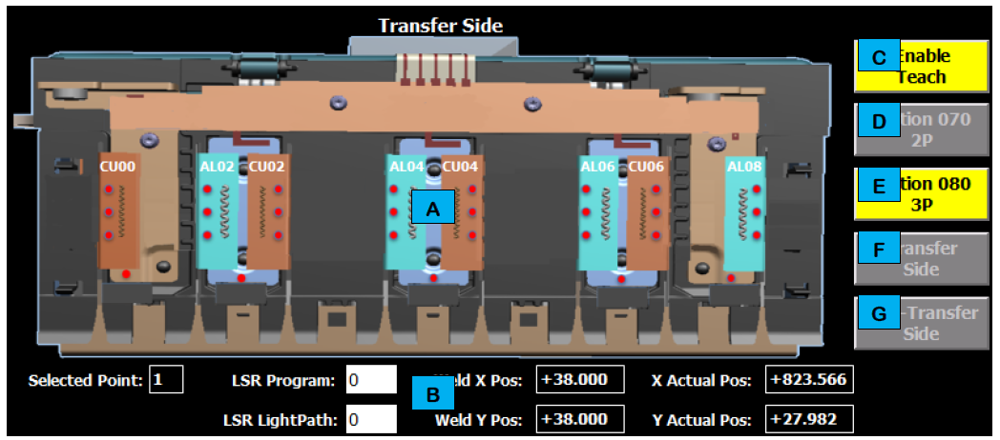 Transfer Side
C
Enable
Teach
D
tion 070
2P
CU00
AL02
CU02
AL04
CU04
AL06
CU06
AL08
E
tion 080
3P
A
F
ransfer
Side
G
-Transfer
Side
Selected Point: 1
LSR Program: 0
B
ld X Pos: +38.000
X Actual Pos: +823.566
LSR LightPath: 0
Weld Y Pos: +38.000
Y Actual Pos: +27.982